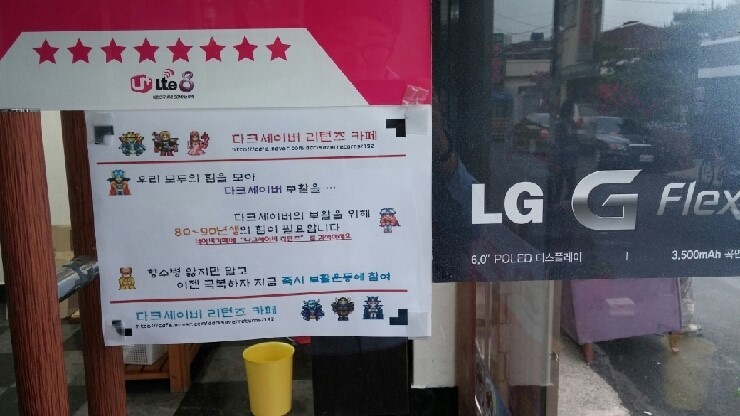 U+ LTE 8
다크세이버 리턴즈 카페
우리 모두의 힘을 모아
다크세이버 부활을 ...
다크세이버의 부활을 위해
80~90년생의 힘이 필요합니다
향수병 앓지만 말고
이젠 극복하자 지금 즉시 부활운동에 참여
다크세이버 리턴즈 카페
LG G Flex
6.0" POLED 디스플레이 | 3,500mAh